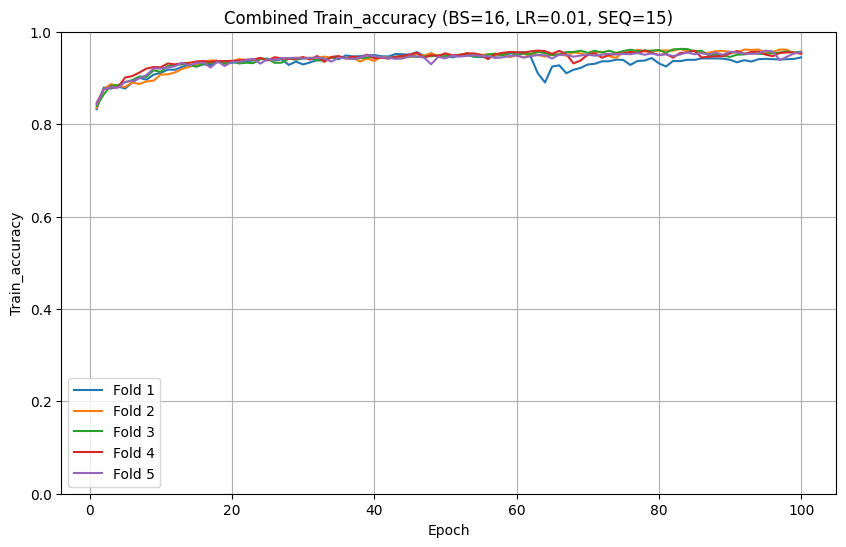 Combined Train_accuracy (BS=16, LR=0.01, SEQ=15)
Train_accuracy
1.0
0.8
0.6
0.4
0.2
0.0
Fold 1
Fold 2
Fold 3
Fold 4
Fold 5
0 20 40 60 80 100
Epoch